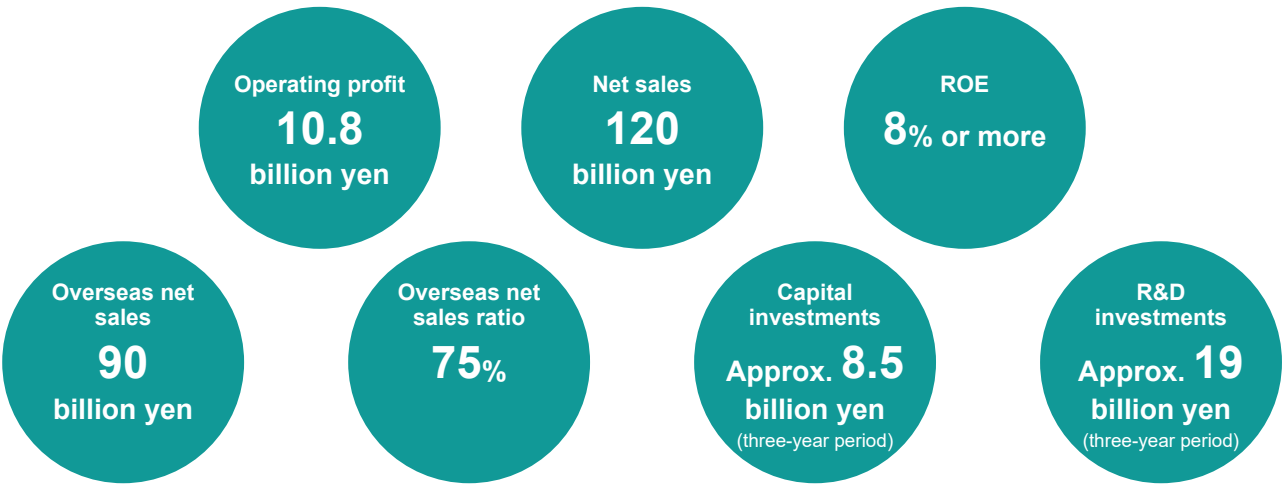 Operating profit
10.8
billion yen
Net sales
120
billion yen
ROE
8% or more
Overseas net
sales
90
billion yen
Overseas net
sales ratio
75%
Capital
investments
Approx. 8.5
billion yen
(three-year period)
R&D
investments
Approx. 19
billion yen
(three-year period)